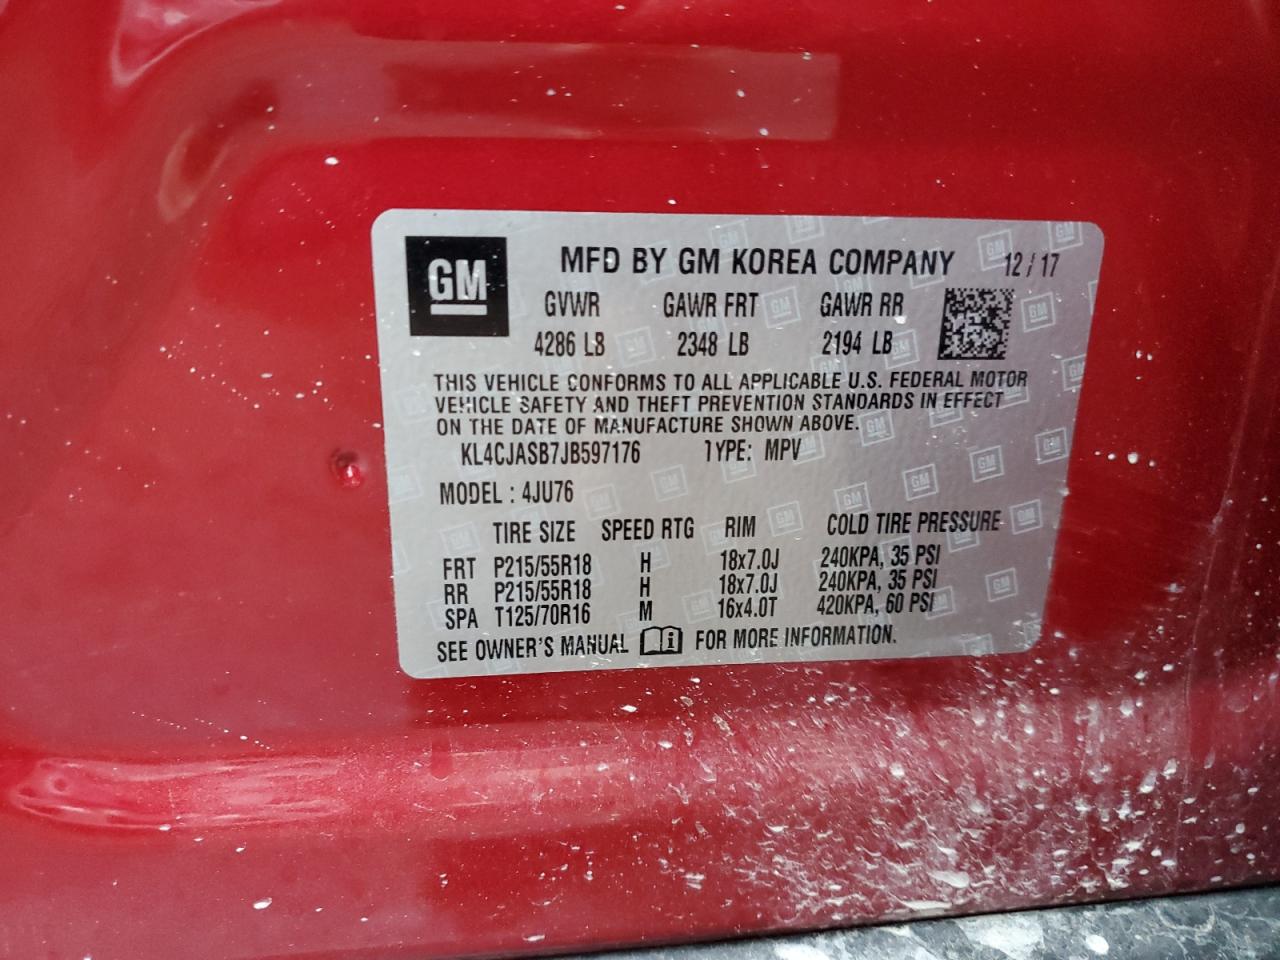 GM
MFD BY GM KOREA COMPANY 12/17
GVWR GAWR FRT GAWR RR
4286 LB 2348 LB 2194 LB
THIS VEHICLE CONFORMS TO ALL APPLICABLE U.S. FEDERAL MOTOR
VEHICLE SAFETY AND THEFT PREVENTION STANDARDS IN EFFECT
ON THE DATE OF MANUFACTURE SHOWN ABOVE.
KL4CJASB7JB597176 TYPE: MPV
MODEL : 4JU76
TIRE SIZE SPEED RTG RIM COLD TIRE PRESSURE
FRT P215/55R18 H 18x7.0J 240KPA, 35 PSI
RR P215/55R18 H 18x7.0J 240KPA, 35 PSI
SPA T125/70R16 M 16x4.0T 420KPA, 60 PSI
SEE OWNER'S MANUAL i FOR MORE INFORMATION.